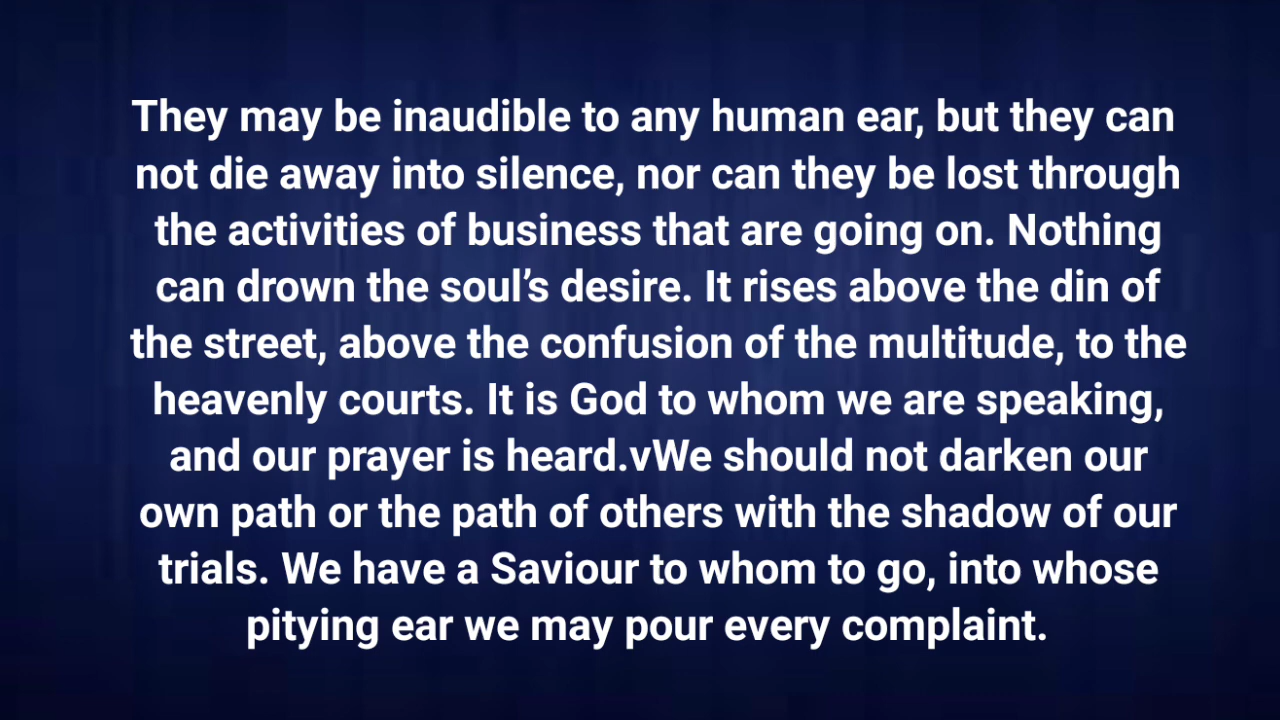 They may be inaudible to any human ear, but they can
not die away into silence, nor can they be lost through
the activities of business that are going on. Nothing
can drown the soul’s desire. It rises above the din of
the street, above the confusion of the multitude, to the
heavenly courts. It is God to whom we are speaking,
and our prayer is heard.vWe should not darken our
own path or the path of others with the shadow of our
trials. We have a Saviour to whom to go, into whose
pitying ear we may pour every complaint.